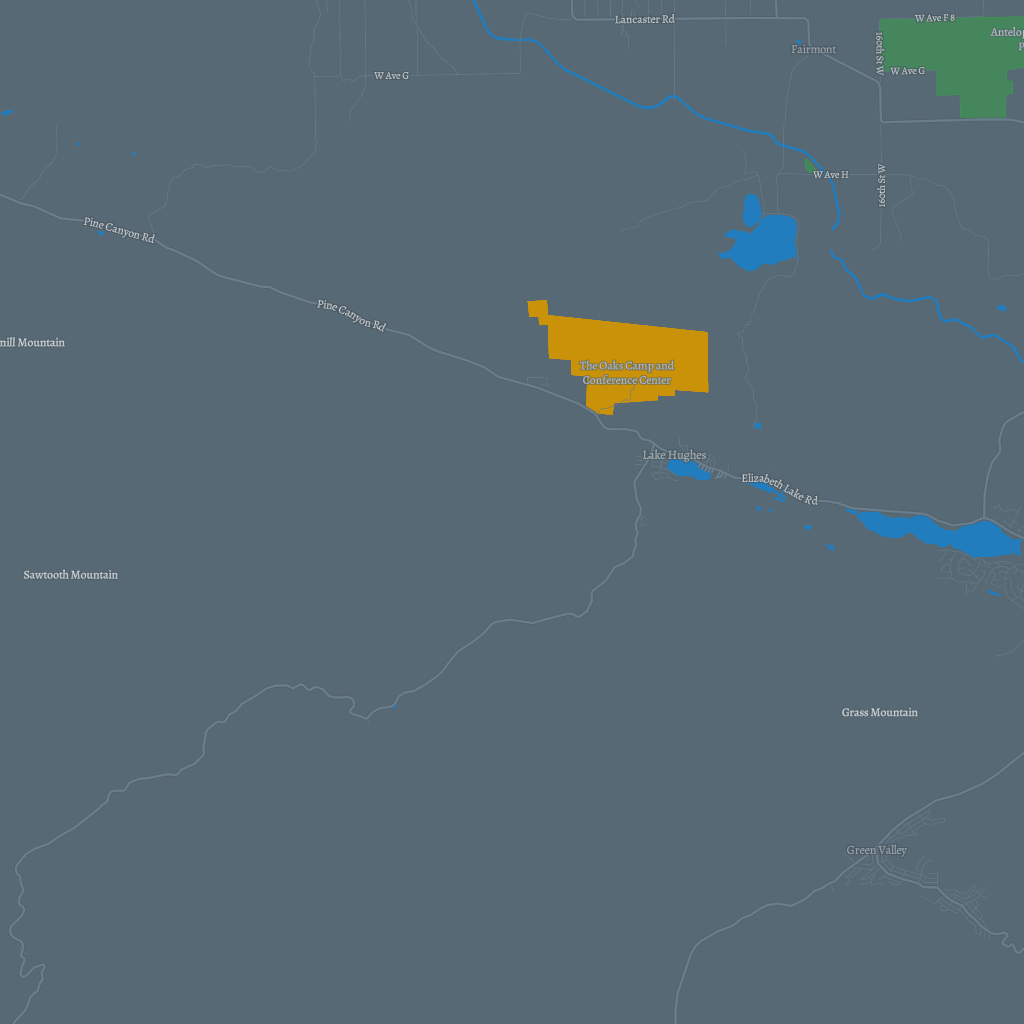 Lancaster Rd
W Ave F 8
Fairmont
160th St W
W Ave G
W Ave G
W Ave H
160th St W
Pine Canyon Rd
Pine Canyon Rd
mill Mountain
The Oaks Camp and
Conference Center
Lake Hughes
Elizabeth Lake Rd
Sawtooth Mountain
Grass Mountain
Green Valley